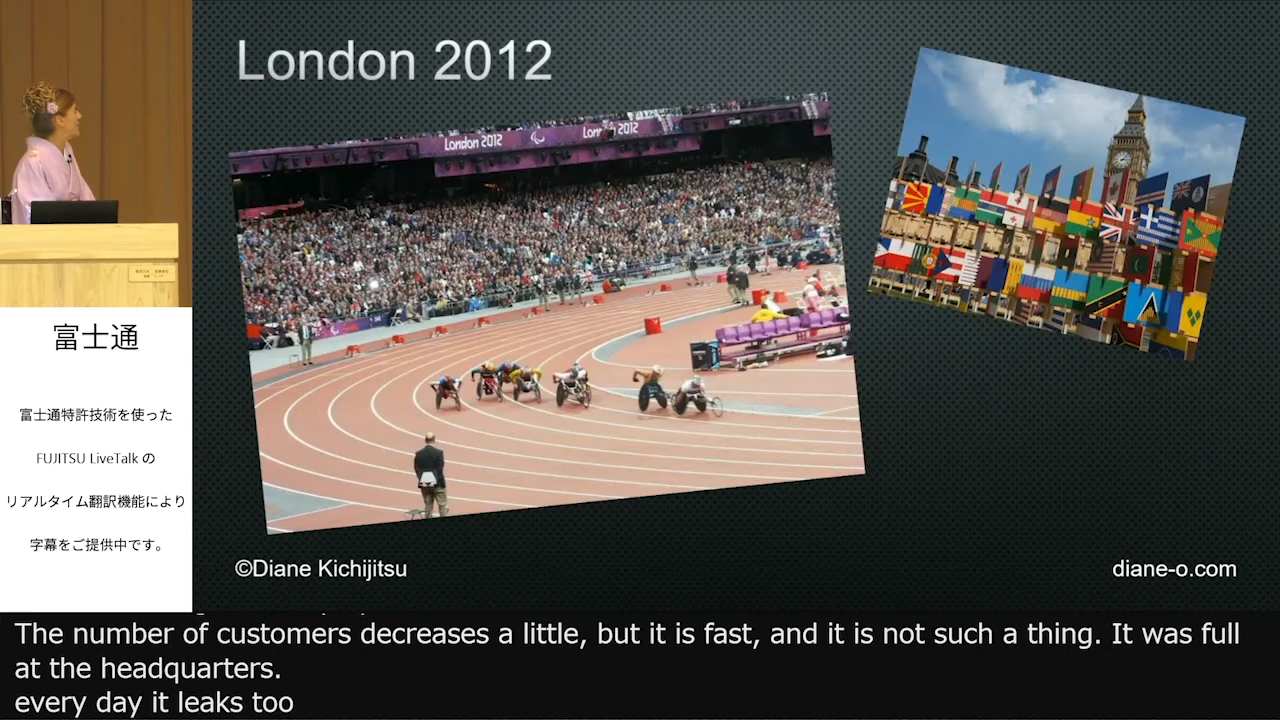 London 2012
London 2012
London 2012
©Diane Kichijitsu
diane-o.com
富士通
富士通特許技術を使った
FUJITSU LiveTalk の
リアルタイム翻訳機能により
字幕をご提供中です。
The number of customers decreases a little, but it is fast, and it is not such a thing. It was full
at the headquarters.
every day it leaks too